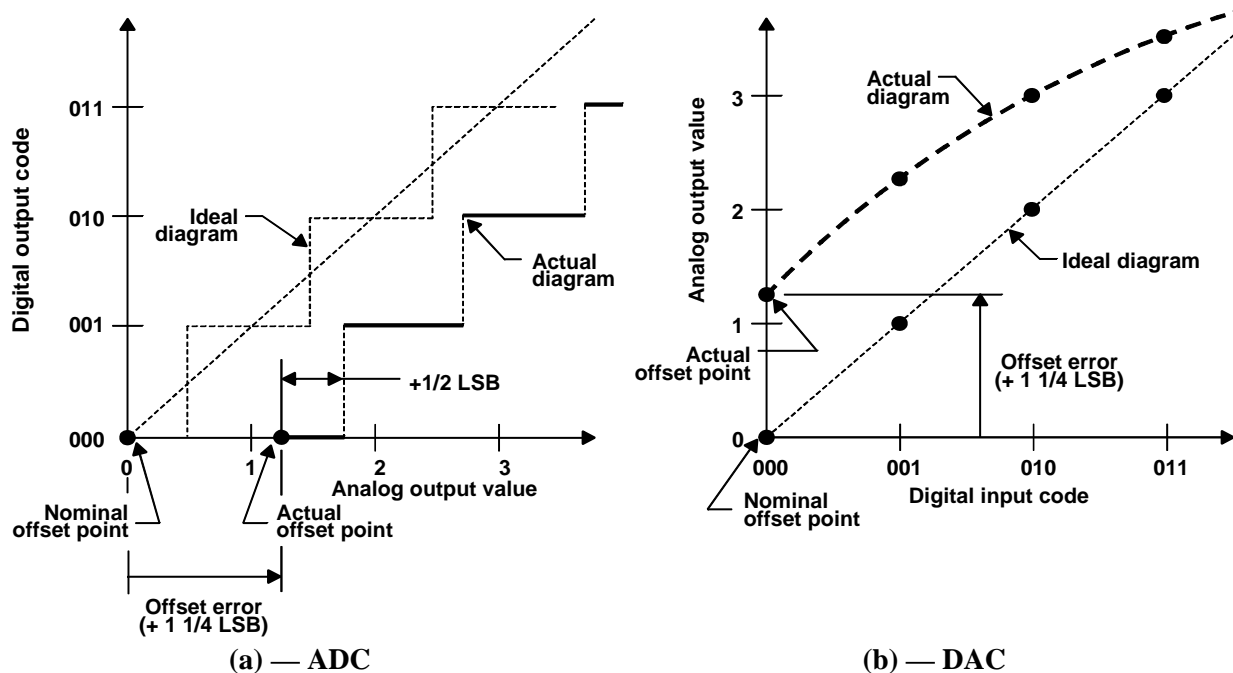 Digital output code
011
010
001
000
0
1
2
3
Analog output value
Ideal
diagram
Actual
diagram
+1/2 LSB
Nominal
offset point
Actual
offset point
Offset error
(+ 1 1/4 LSB)
(a) — ADC
Analog output value
3
2
1
0
000
001
010
011
Digital input code
Actual
diagram
Ideal diagram
Actual
offset point
Offset error
(+ 1 1/4 LSB)
Nominal
offset point
(b) — DAC